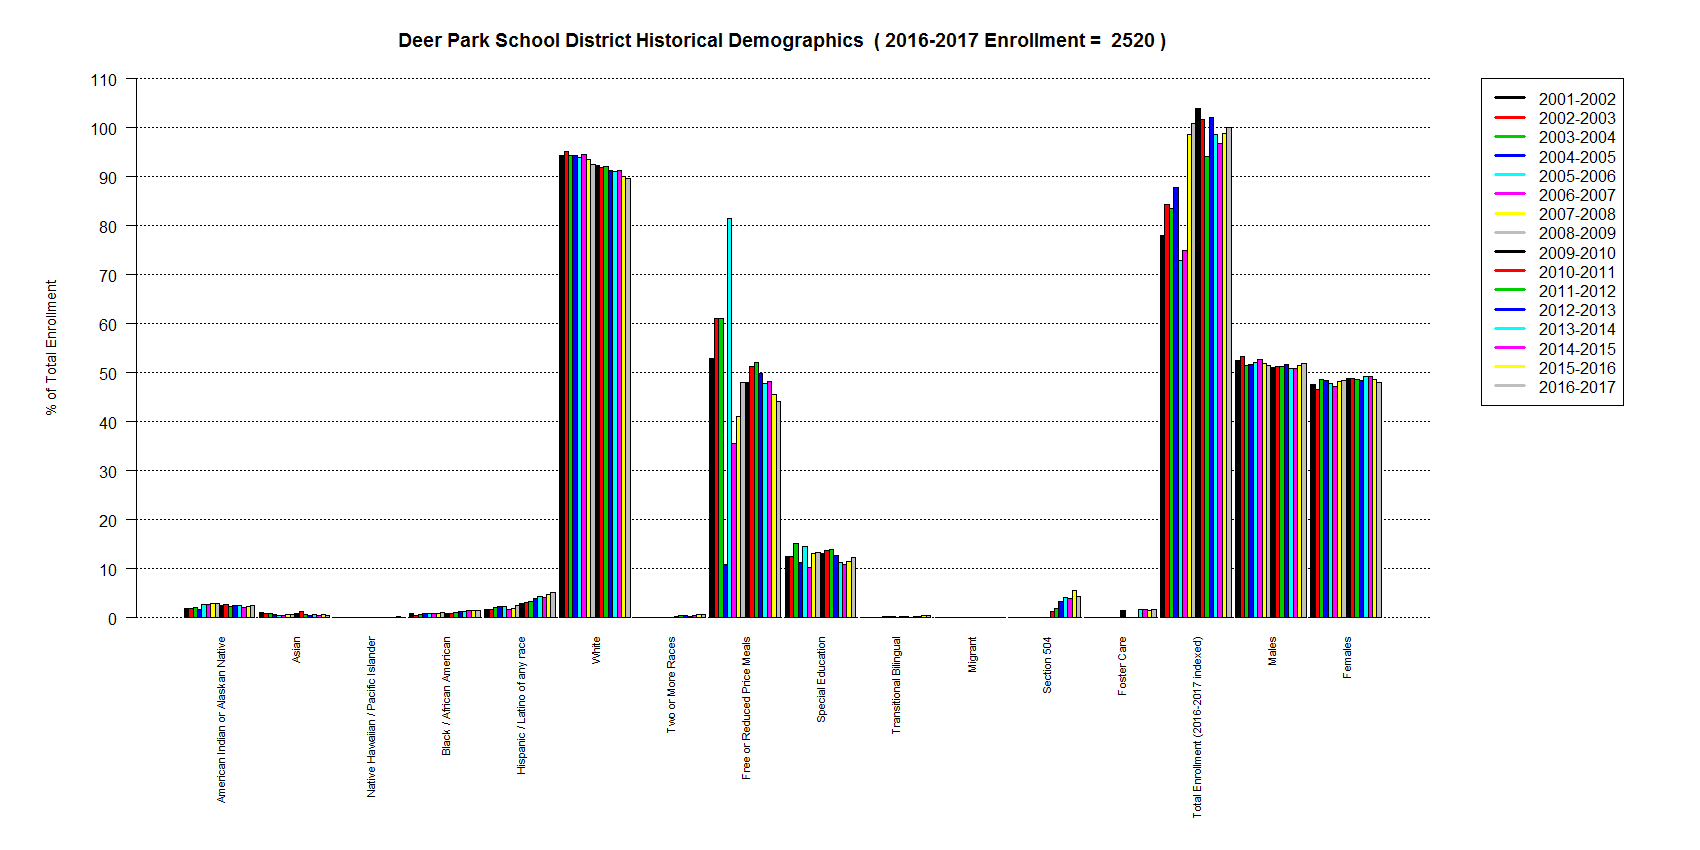 Deer Park School District Historical Demographics ( 2016-2017 Enrollment = 2520 )
% of Total Enrollment
110
100
90
80
70
60
50
40
30
20
10
0
American Indian or Alaskan Native
Asian
Native Hawaiian / Pacific Islander
Black / African American
Hispanic / Latino of any race
White
Two or More Races
Free or Reduced Price Meals
Special Education
Transitional Bilingual
Migrant
Section 504
Foster Care
Total Enrollment (2016-2017 indexed)
Males
Females
2001-2002
2002-2003
2003-2004
2004-2005
2005-2006
2006-2007
2007-2008
2008-2009
2009-2010
2010-2011
2011-2012
2012-2013
2013-2014
2014-2015
2015-2016
2016-2017